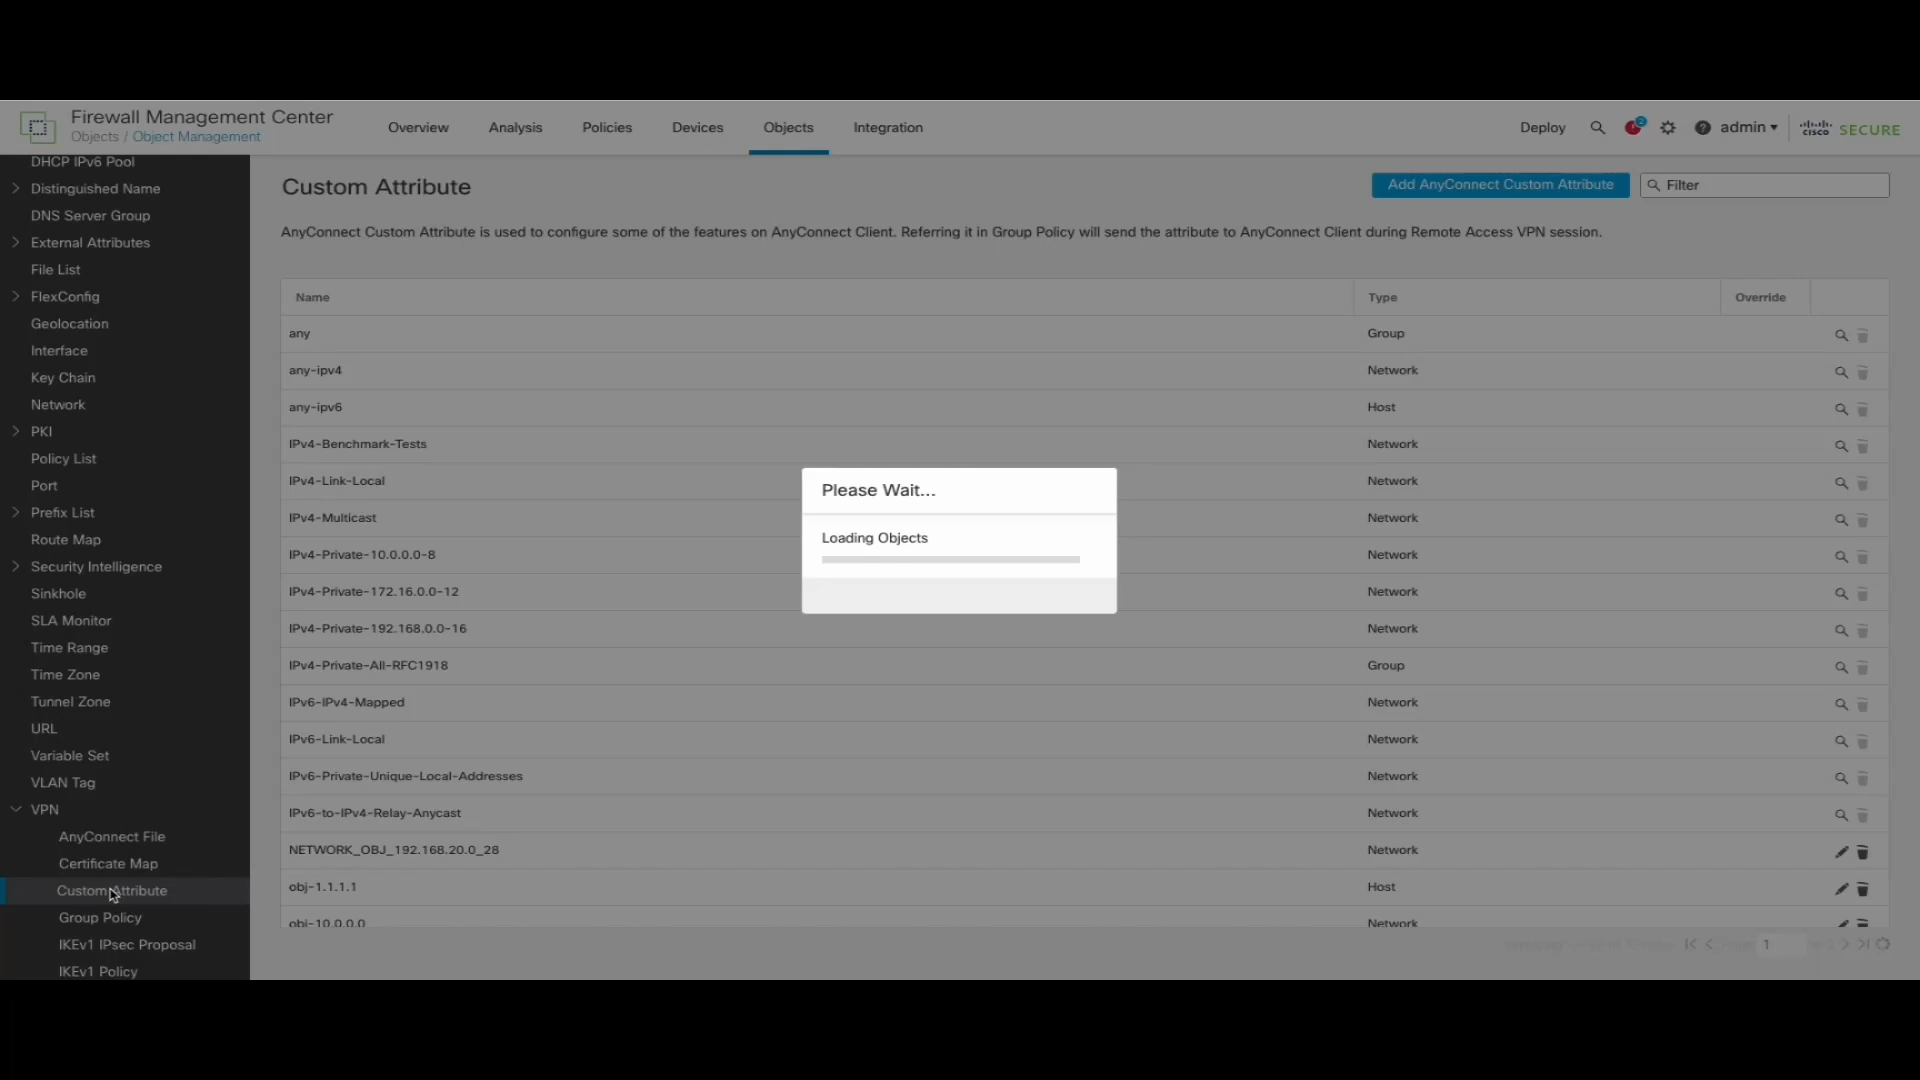 Firewall Management Center
Objects / Object Management
Overview
Analysis
Policies
Devices
Objects
Integration
Deploy
2
admin
cisco SECURE
DHCP IPv6 Pool
Distinguished Name
DNS Server Group
External Attributes
File List
FlexConfig
Geolocation
Interface
Key Chain
Network
PKI
Policy List
Port
Prefix List
Route Map
Security Intelligence
Sinkhole
SLA Monitor
Time Range
Time Zone
Tunnel Zone
URL
Variable Set
VLAN Tag
VPN
AnyConnect File
Certificate Map
Custom Attribute
Group Policy
IKEv1 IPsec Proposal
IKEv1 Policy
Custom Attribute
Add AnyConnect Custom Attribute
Filter
AnyConnect Custom Attribute is used to configure some of the features on AnyConnect Client. Referring it in Group Policy will send the attribute to AnyConnect Client during Remote Access VPN session.
Name Type Override
any Group
any-ipv4 Network
any-ipv6 Host
IPv4-Benchmark-Tests Network
IPv4-Link-Local Network
IPv4-Multicast Network
IPv4-Private-10.0.0.0-8 Network
IPv4-Private-172.16.0.0-12 Network
IPv4-Private-192.168.0.0-16 Network
IPv4-Private-All-RFC1918 Group
IPv6-IPv4-Mapped Network
IPv6-Link-Local Network
IPv6-Private-Unique-Local-Addresses Network
IPv6-to-IPv4-Relay-Anycast Network
NETWORK_OBJ_192.168.20.0_28 Network
obj-1.1.1.1 Host
obj-10.0.0.0 Network
1
Please Wait...
Loading Objects